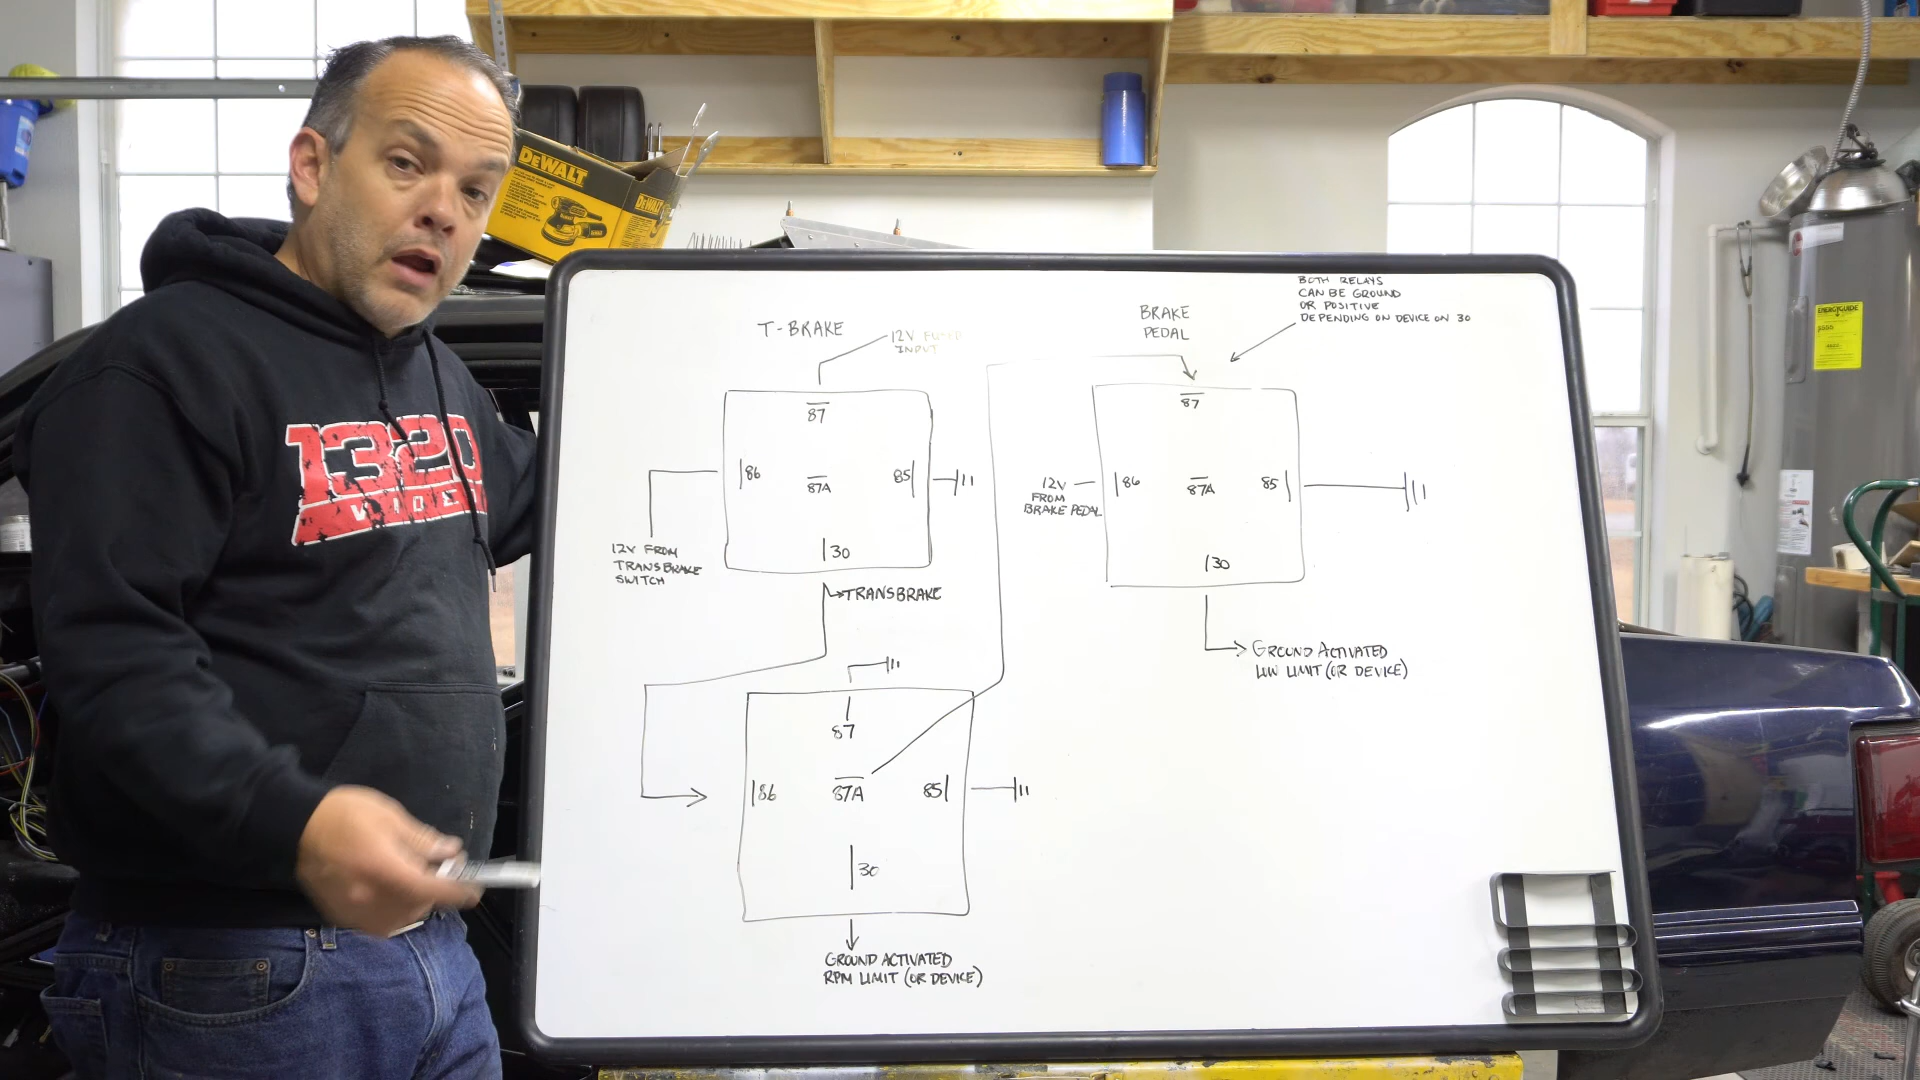 DEWALT
DEWALT
1320
VIDEO
ENERGYGUIDE
T-BRAKE
12V FUSED
INPUT
87
86
87A
85
30
12V FROM
TRANSBRAKE
SWITCH
TRANSBRAKE
BRAKE
PEDAL
BOTH RELAYS
CAN BE GROUND
OR POSITIVE
DEPENDING ON DEVICE ON 30
87
12V
FROM
BRAKE PEDAL
86
87A
85
30
GROUND ACTIVATED
LIMIT (OR DEVICE)
87
86
87A
85
30
GROUND ACTIVATED
RPM LIMIT (OR DEVICE)